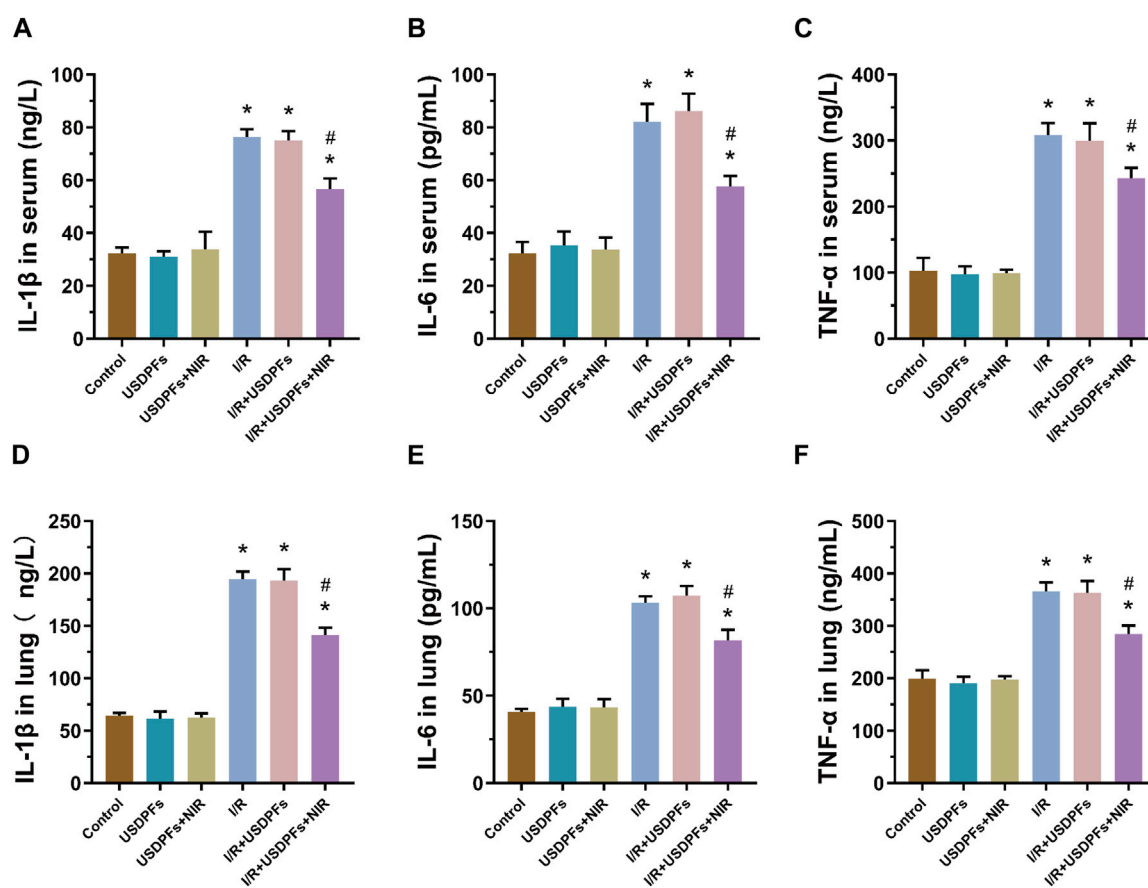 A
IL-1β in serum (ng/L)
100
80
60
40
20
0
* * # *
Control USDPFs USDPFs+NIR I/R I/R+USDPFs I/R+USDPFs+NIR
B
IL-6 in serum (pg/mL)
100
80
60
40
20
0
* * # *
Control USDPFs USDPFs+NIR I/R I/R+USDPFs I/R+USDPFs+NIR
C
TNF-α in serum (ng/L)
400
300
200
100
0
* * # *
Control USDPFs USDPFs+NIR I/R I/R+USDPFs I/R+USDPFs+NIR
D
IL-1β in lung（ ng/L）
250
200
150
100
50
0
* * # *
Control USDPFs USDPFs+NIR I/R I/R+USDPFs I/R+USDPFs+NIR
E
IL-6 in lung (pg/mL)
150
100
50
0
* * # *
Control USDPFs USDPFs+NIR I/R I/R+USDPFs I/R+USDPFs+NIR
F
TNF-α in lung (ng/mL)
500
400
300
200
100
0
* * # *
Control USDPFs USDPFs+NIR I/R I/R+USDPFs I/R+USDPFs+NIR